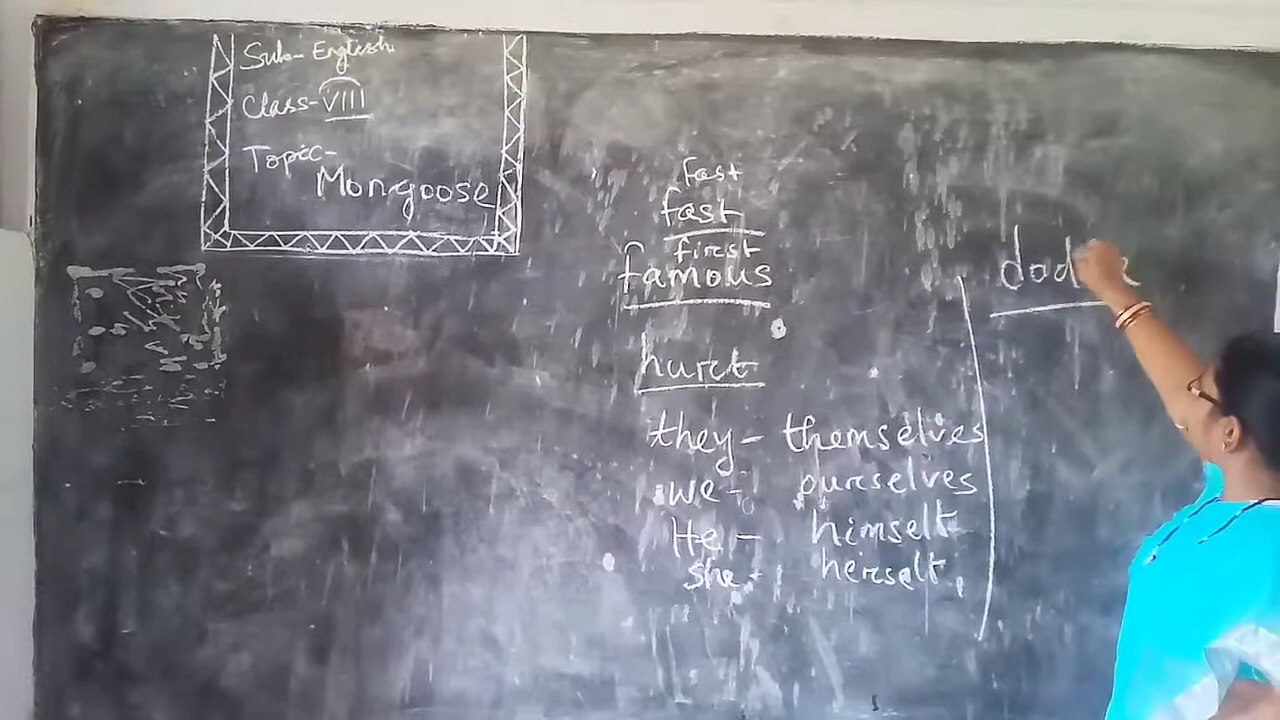 Sub- English
Class- VIII
Topic-
Mongoose
Fast
fast
first
famous
hurt
they - themselves
we - ourselves
He - himself
she - herself